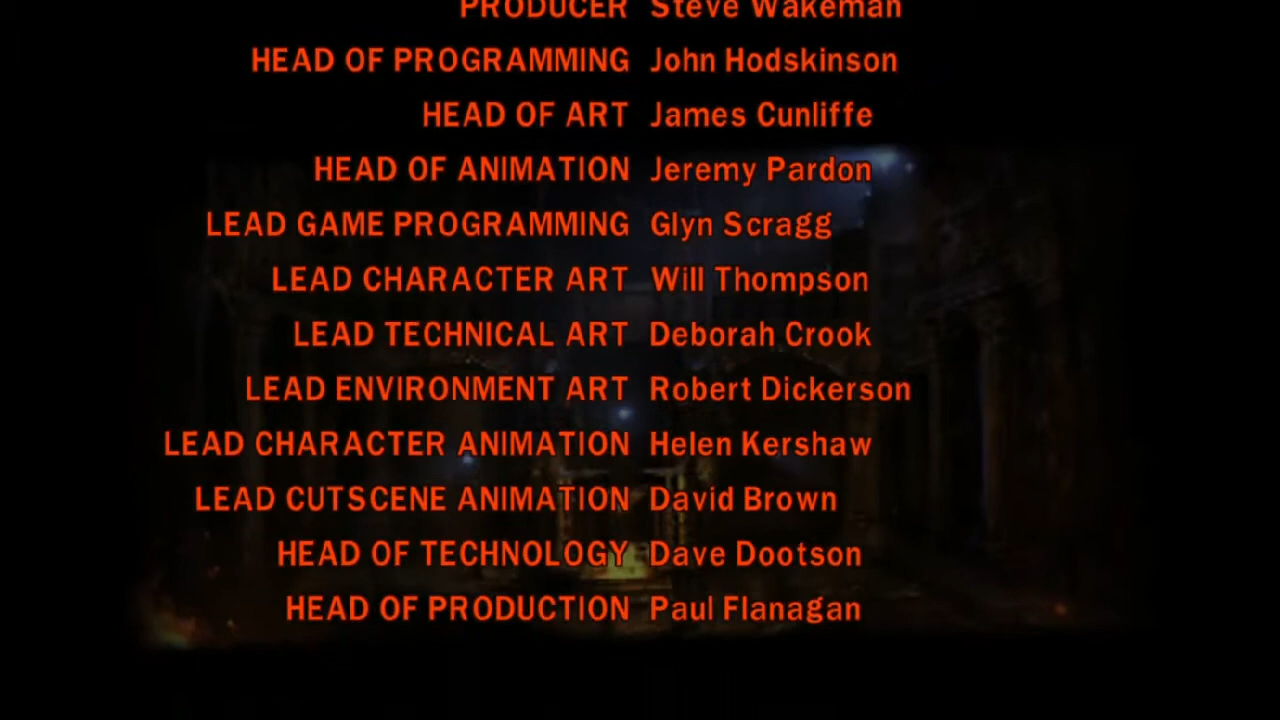 PRODUCER Steve Wakeman
HEAD OF PROGRAMMING John Hodskinson
HEAD OF ART James Cunliffe
HEAD OF ANIMATION Jeremy Pardon
LEAD GAME PROGRAMMING Glyn Scragg
LEAD CHARACTER ART Will Thompson
LEAD TECHNICAL ART Deborah Crook
LEAD ENVIRONMENT ART Robert Dickerson
LEAD CHARACTER ANIMATION Helen Kershaw
LEAD CUTSCENE ANIMATION David Brown
HEAD OF TECHNOLOGY Dave Dootson
HEAD OF PRODUCTION Paul Flanagan